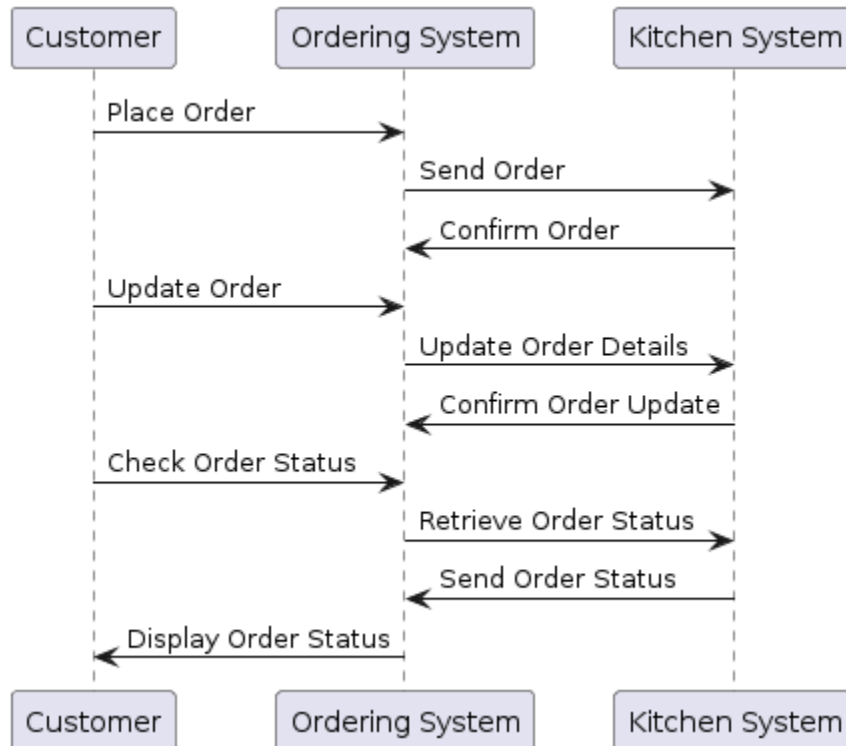 Customer
Ordering System
Kitchen System
Place Order
Send Order
Confirm Order
Update Order
Update Order Details
Confirm Order Update
Check Order Status
Retrieve Order Status
Send Order Status
Display Order Status
Customer
Ordering System
Kitchen System